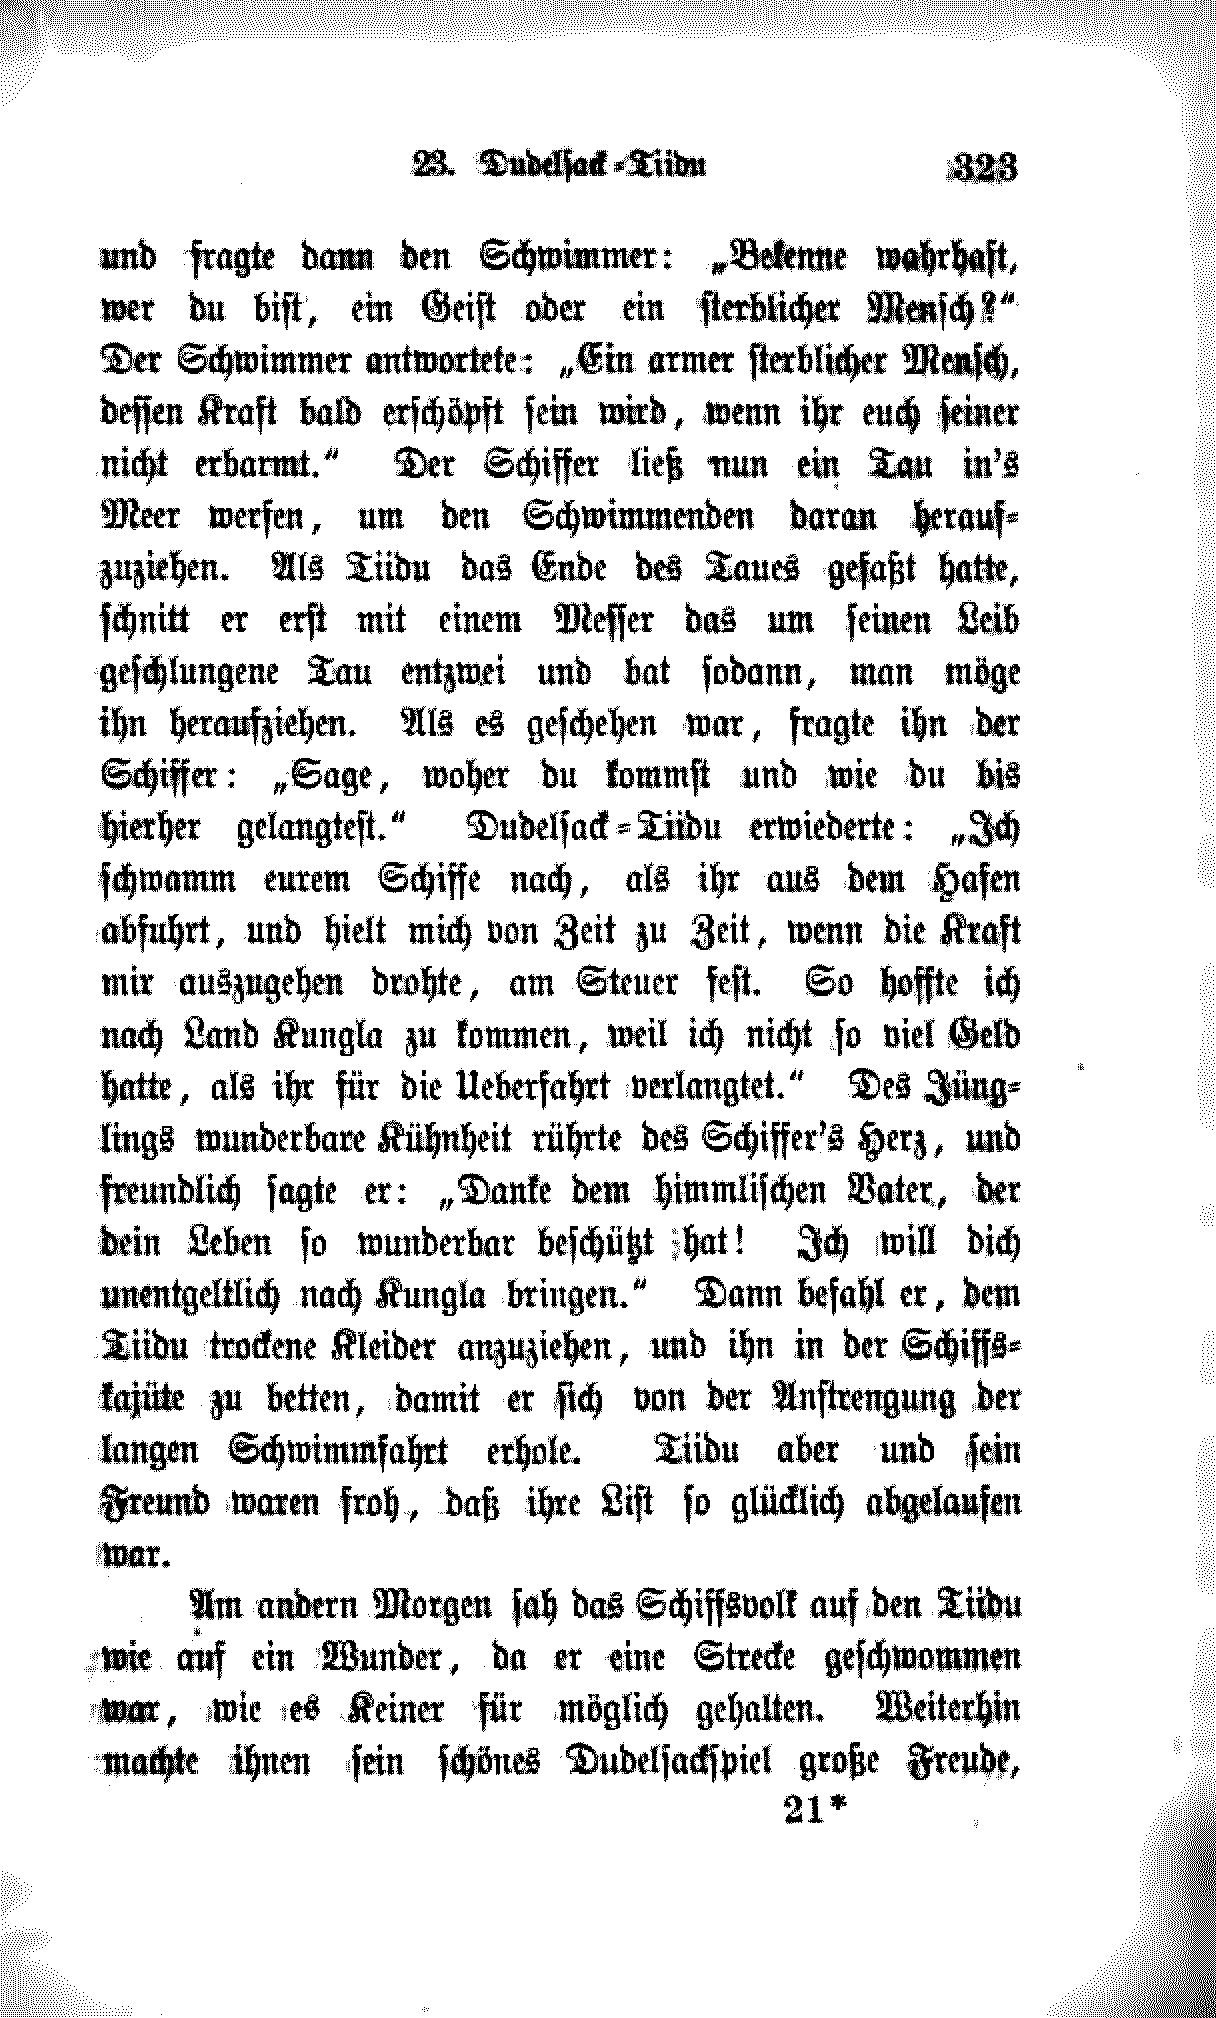 23. Dudelsack-Tiidu 323
und fragte dann den Schwimmer: „Bekenne wahrhaft,
wer du bist, ein Geist oder ein sterblicher Mensch?“
Der Schwimmer antwortete: „Ein armer sterblicher Mensch,
dessen Kraft bald erschöpft sein wird, wenn ihr euch seiner
nicht erbarmt.“ Der Schiffer ließ nun ein Tau in's
Meer werfen, um den Schwimmenden daran herauf-
zuziehen. Als Tiidu das Ende des Taues gefaßt hatte,
schnitt er erst mit einem Messer das um seinen Leib
geschlungene Tau entzwei und bat sodann, man möge
ihn heraufziehen. Als es geschehen war, fragte ihn der
Schiffer: „Sage, woher du kommst und wie du bis
hierher gelangtest.“ Dudelsack-Tiidu erwiederte: „Ich
schwamm eurem Schiffe nach, als ihr aus dem Hafen
abfuhrt, und hielt mich von Zeit zu Zeit, wenn die Kraft
mir auszugehen drohte, am Steuer fest. So hoffte ich
nach Land Kungla zu kommen, weil ich nicht so viel Geld
hatte, als ihr für die Ueberfahrt verlangtet.“ Des Jüng-
lings wunderbare Kühnheit rührte des Schiffer's Herz, und
freundlich sagte er: „Danke dem himmlischen Vater, der
dein Leben so wunderbar beschützt hat! Ich will dich
unentgeltlich nach Kungla bringen.“ Dann befahl er, dem
Tiidu trockene Kleider anzuziehen, und ihn in der Schiffs-
kajüte zu betten, damit er sich von der Anstrengung der
langen Schwimmfahrt erhole. Tiidu aber und sein
Freund waren froh, daß ihre List so glücklich abgelaufen
war.
Am andern Morgen sah das Schiffsvolk auf den Tiidu
wie auf ein Wunder, da er eine Strecke geschwommen
war, wie es Keiner für möglich gehalten. Weiterhin
machte ihnen sein schönes Dudelsackspiel große Freude,
21*